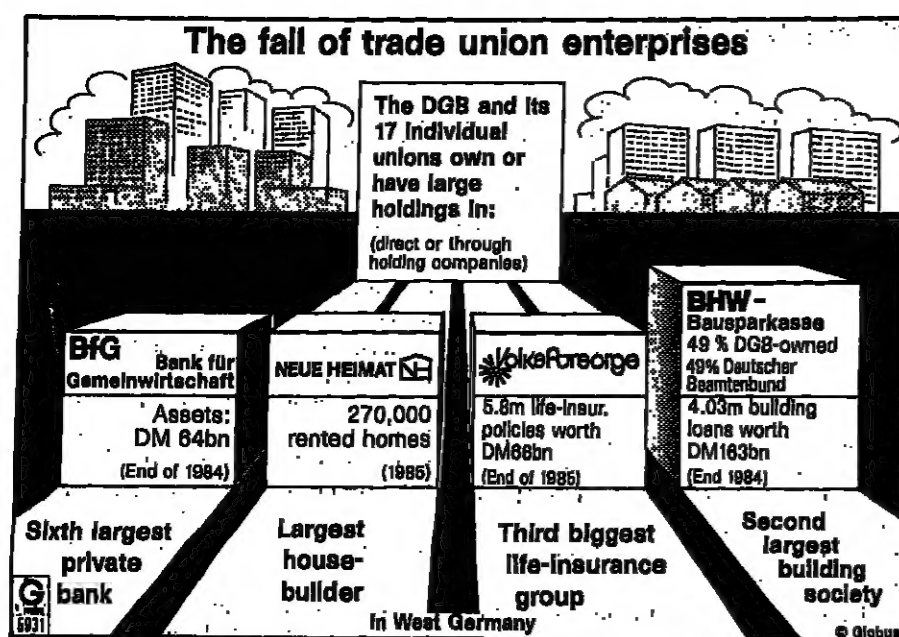 The fall of trade union enterprises
The DGB and its
17 individual
unions own or
have large
holdings in:
(direct or through
holding companies)
BfG
Bank für
Gemeinwirtschaft
Assets:
DM 64bn
(End of 1984)
Sixth largest
private
bank
NEUE HEIMAT NH
270,000
rented homes
(1985)
Largest
house-
builder
Volksfürsorge
5.8m life-insur.
policies worth
DM66bn
(End of 1985)
Third biggest
life-insurance
group
BHW-
Bausparkasse
49 % DGB-owned
49% Deutscher
Beamtenbund
4.03m building
loans worth
DM163bn
(End 1984)
Second
largest
building
society
in West Germany
G
5931
© Globus